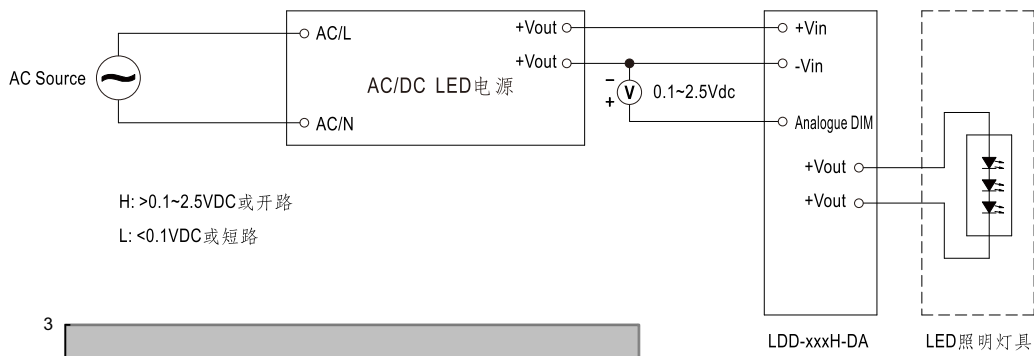 AC/L
+Vout
+Vin
+Vout
-Vin
AC Source
AC/DC LED电源
−
V
+
0.1~2.5Vdc
AC/N
Analogue DIM
+Vout
+Vout
H: >0.1~2.5VDC或开路
L: <0.1VDC或短路
3
LDD-xxxH-DA
LED照明灯具